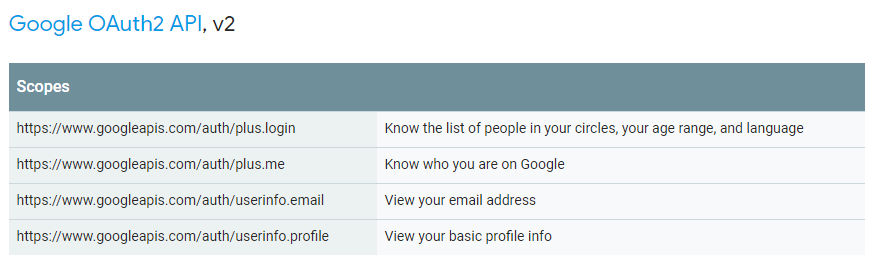 Google OAuth2 API, v2
Scopes
https://www.googleapis.com/auth/plus.login Know the list of people in your circles, your age range, and language
https://www.googleapis.com/auth/plus.me Know who you are on Google
https://www.googleapis.com/auth/userinfo.email View your email address
https://www.googleapis.com/auth/userinfo.profile View your basic profile info